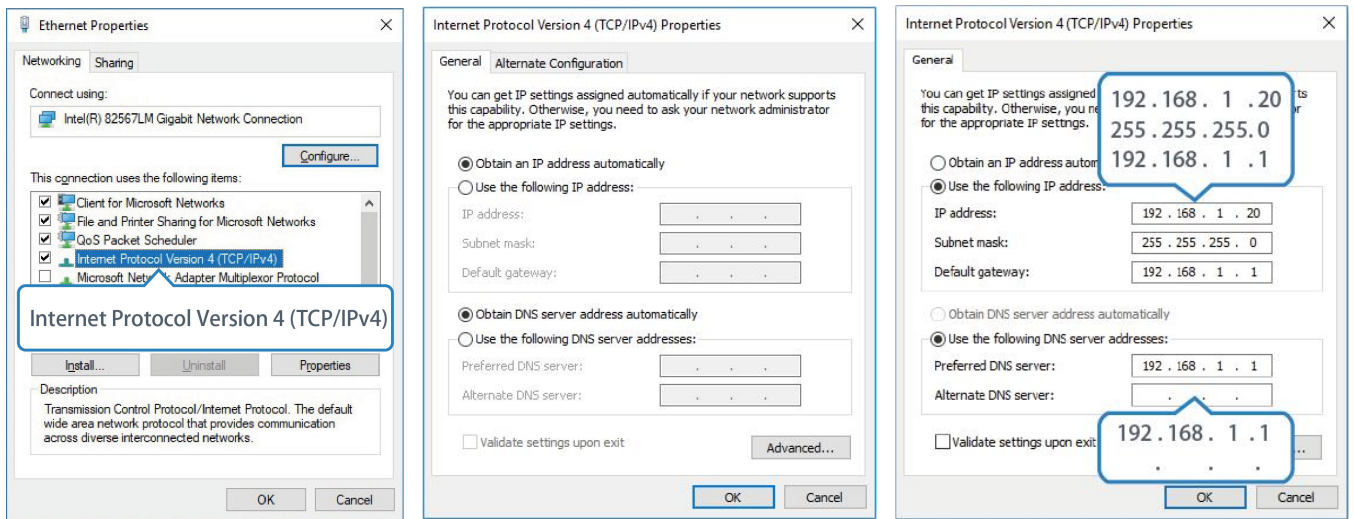 Ethernet Properties
Networking
Sharing
Connect using:
Intel(R) 82567LM Gigabit Network Connection
Configure...
This connection uses the following items:
Client for Microsoft Networks
File and Printer Sharing for Microsoft Networks
QoS Packet Scheduler
Internet Protocol Version 4 (TCP/IPv4)
Adapter Multiplexor Protocol
Internet Protocol Version 4 (TCP/IPv4)
Install...
Uninstall
Properties
Description
Transmission Control Protocol/Internet Protocol. The default
wide area network protocol that provides communication
across diverse interconnected networks.
OK
Cancel
Internet Protocol Version 4 (TCP/IPv4) Properties
General
Alternate Configuration
You can get IP settings assigned automatically if your network supports
this capability. Otherwise, you need to ask your network administrator
for the appropriate IP settings.
Obtain an IP address automatically
Use the following IP address:
IP address:
Subnet mask:
Default gateway:
Obtain DNS server address automatically
Use the following DNS server addresses:
Preferred DNS server:
Alternate DNS server:
Validate settings upon exit
Advanced...
OK
Cancel
Internet Protocol Version 4 (TCP/IPv4) Properties
General
You can get IP settings assigned
this capability. Otherwise, you
for the appropriate IP settings.
192.168. 1 .20
255.255.255.0
192.168. 1 .1
Obtain an IP address
Use the following IP address:
IP address: 192 . 168 . 1 . 20
Subnet mask: 255 . 255 . 255 . 0
Default gateway: 192 . 168 . 1 . 1
Obtain DNS server address automatically
Use the following DNS server addresses:
Preferred DNS server: 192 . 168 . 1 . 1
Alternate DNS server: . . .
Validate settings upon exit
192.168. 1 .1
. . .
OK
Cancel